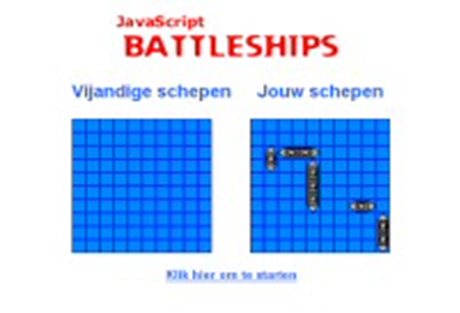 JavaScript
BATTLESHIPS
Vijandige schepen Jouw schepen
Klik hier om te starten